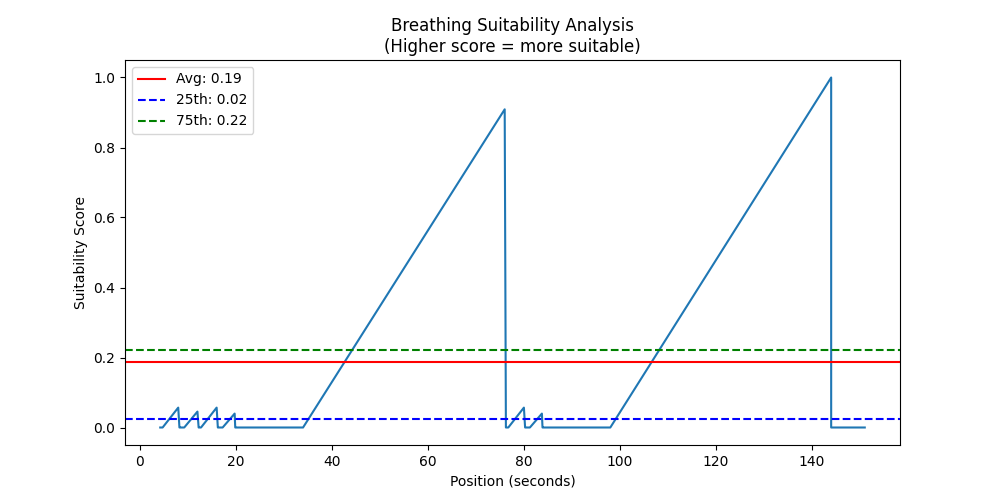 Breathing Suitability Analysis
(Higher score = more suitable)
Avg: 0.19
25th: 0.02
75th: 0.22
Suitability Score
1.0
0.8
0.6
0.4
0.2
0.0
0 20 40 60 80 100 120 140
Position (seconds)